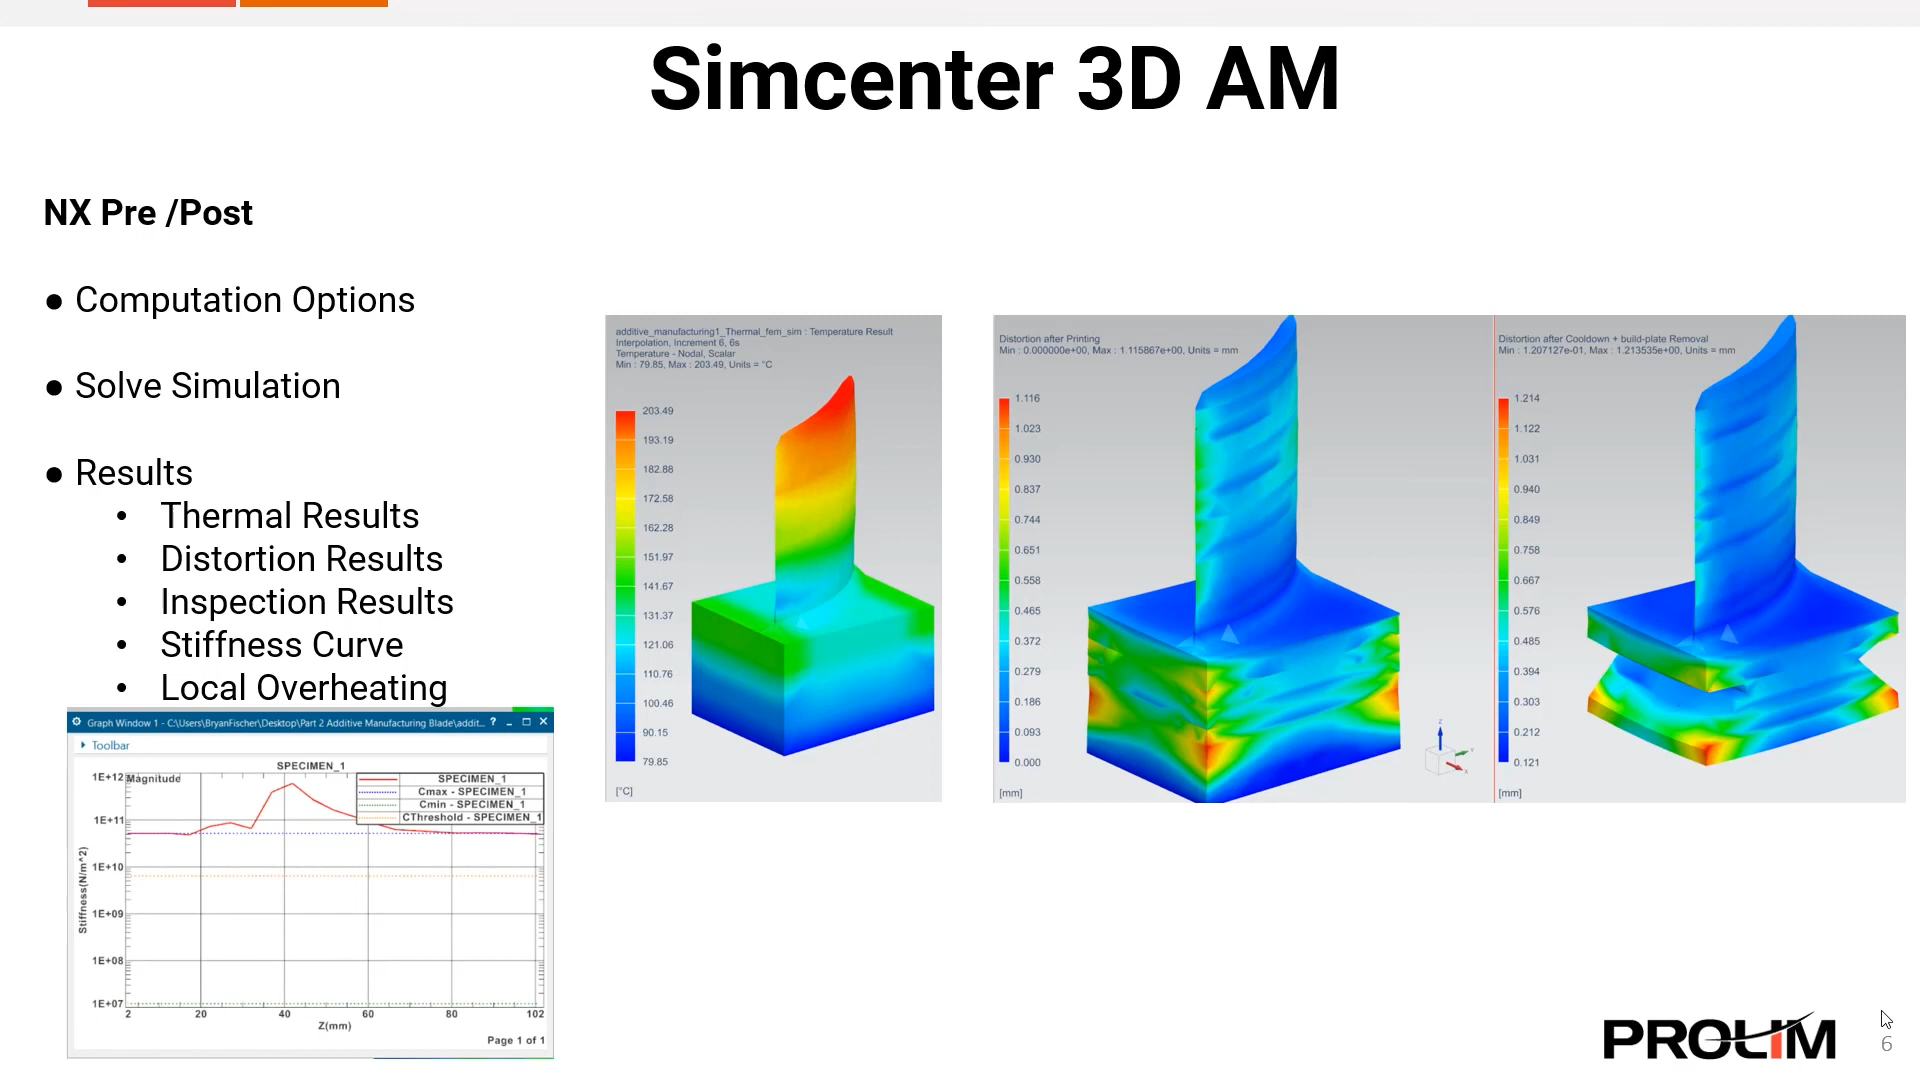 Simcenter 3D AM
NX Pre /Post
● Computation Options
● Solve Simulation
● Results
• Thermal Results
• Distortion Results
• Inspection Results
• Stiffness Curve
• Local Overheating
Graph Window 1 - C:\Users\BryanFischer\Desktop\Part 2 Additive Manufacturing Blade\addit... ?
Toolbar
SPECIMEN_1
Magnitude
SPECIMEN_1
Cmax - SPECIMEN_1
Cmin - SPECIMEN_1
CThreshold - SPECIMEN_1
1E+12
1E+11
1E+10
1E+09
1E+08
1E+07
Stiffness(N/m^2)
2 20 40 60 80 102
Z(mm)
Page 1 of 1
additive_manufacturing1_Thermal_fem_sim : Temperature Result
Interpolation, Increment 6, 6s
Temperature - Nodal, Scalar
Min : 79.85, Max : 203.49, Units = °C
203.49
193.19
182.88
172.58
162.28
151.97
141.67
131.37
121.06
110.76
100.46
90.15
79.85
[°C]
Distortion after Printing
Min : 0.000000e+00, Max : 1.115867e+00, Units = mm
1.116
1.023
0.930
0.837
0.744
0.651
0.558
0.465
0.372
0.279
0.186
0.093
0.000
[mm]
Z
Y
X
Distortion after Cooldown + build-plate Removal
Min : 1.207127e-01, Max : 1.213535e+00, Units = mm
1.214
1.122
1.031
0.940
0.849
0.758
0.667
0.576
0.485
0.394
0.303
0.212
0.121
[mm]
PROLIM
6